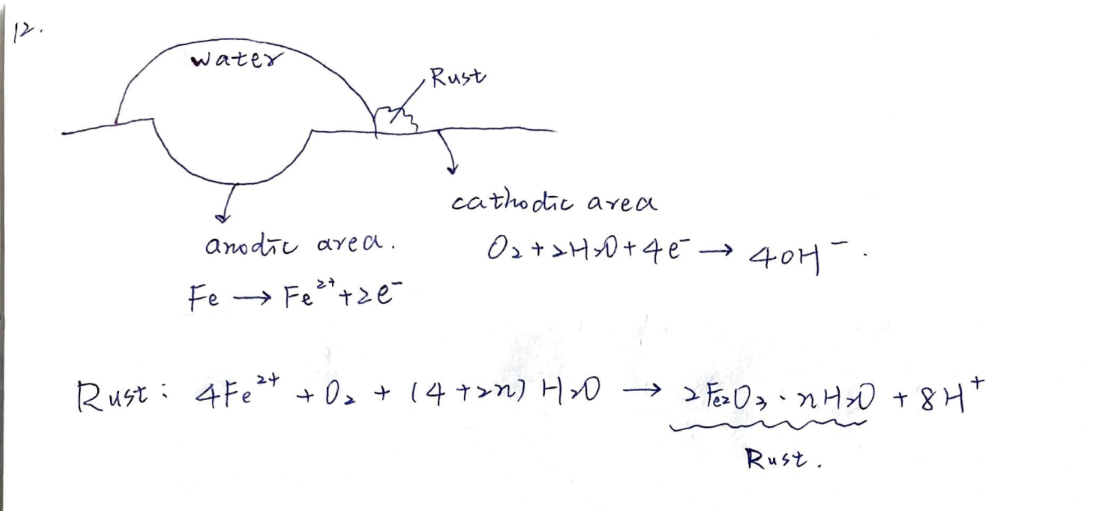 12.
water
Rust
cathodic area
anodic area.
O₂ + 2H₂O + 4e⁻ → 4OH⁻.
Fe → Fe²⁺ + 2e⁻
Rust: 4Fe²⁺ + O₂ + (4+2n) H₂O → 2Fe₂O₃·nH₂O + 8H⁺
Rust.